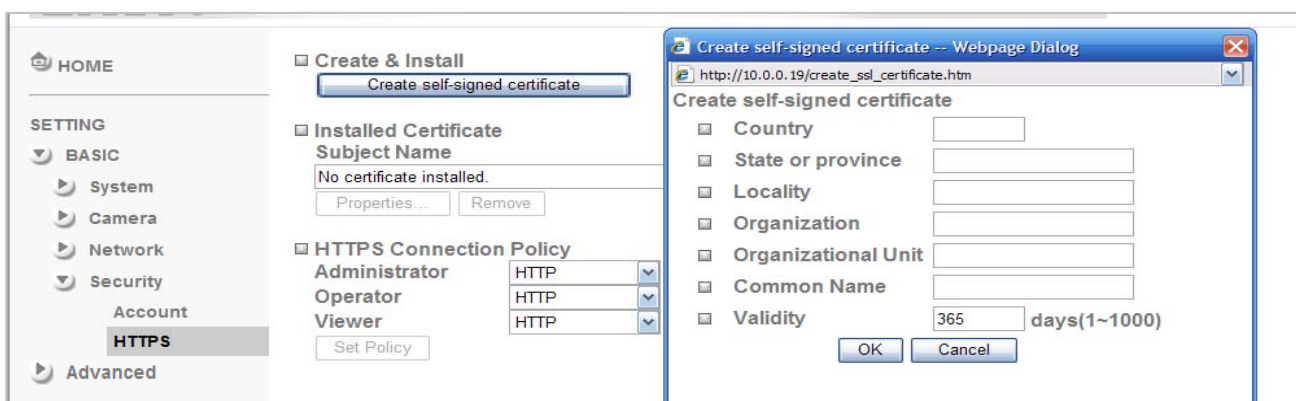 HOME
SETTING
BASIC
System
Camera
Network
Security
Account
HTTPS
Advanced
Create & Install
Create self-signed certificate
Installed Certificate
Subject Name
No certificate installed.
Properties... Remove
HTTPS Connection Policy
Administrator HTTP
Operator HTTP
Viewer HTTP
Set Policy
Create self-signed certificate -- Webpage Dialog
http://10.0.0.19/create_ssl_certificate.htm
Create self-signed certificate
Country
State or province
Locality
Organization
Organizational Unit
Common Name
Validity 365 days(1~1000)
OK Cancel